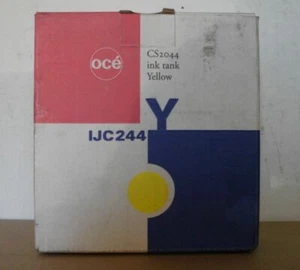 océ
CS2044
ink tank
Yellow
Y
IJC244